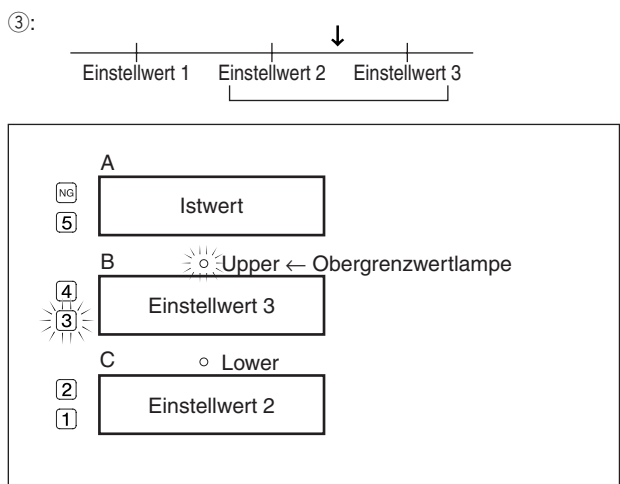 ③:
↓
Einstellwert 1 Einstellwert 2 Einstellwert 3
A
NG
5
Istwert
B
Upper ← Obergrenzwertlampe
4
3
Einstellwert 3
C
Lower
2
1
Einstellwert 2